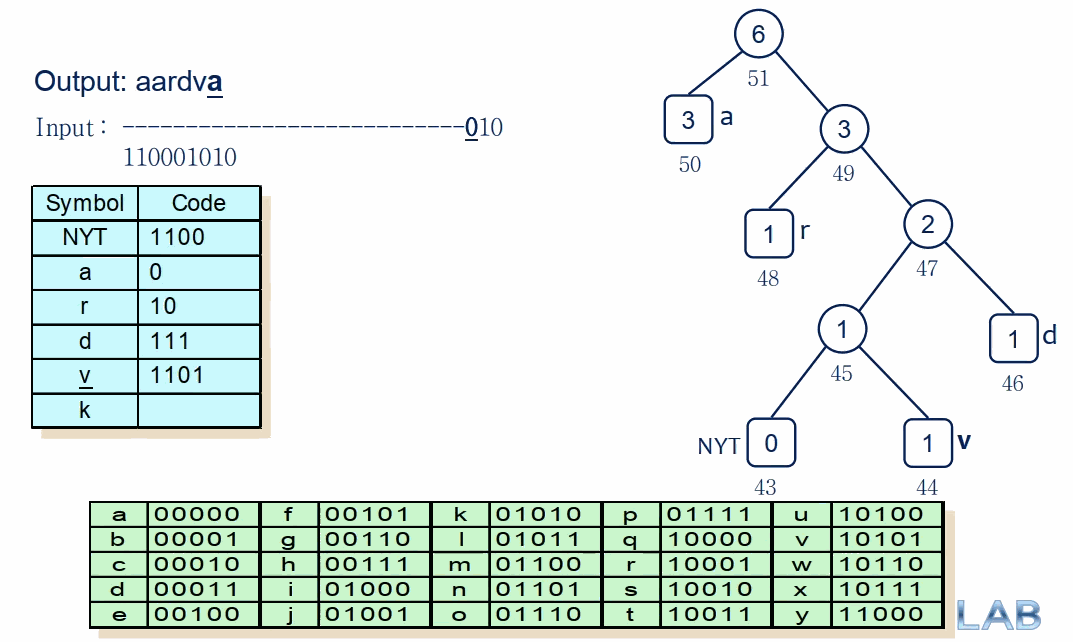 Output: aardva
Input : ---------------------------010
110001010
Symbol Code
NYT 1100
a 0
r 10
d 111
v 1101
k
6
51
3 a
50
3
49
1 r
48
2
47
1
45
1 d
46
NYT 0
43
1 v
44
a 00000 f 00101 k 01010 p 01111 u 10100
b 00001 g 00110 l 01011 q 10000 v 10101
c 00010 h 00111 m 01100 r 10001 w 10110
d 00011 i 01000 n 01101 s 10010 x 10111
e 00100 j 01001 o 01110 t 10011 y 11000
LAB